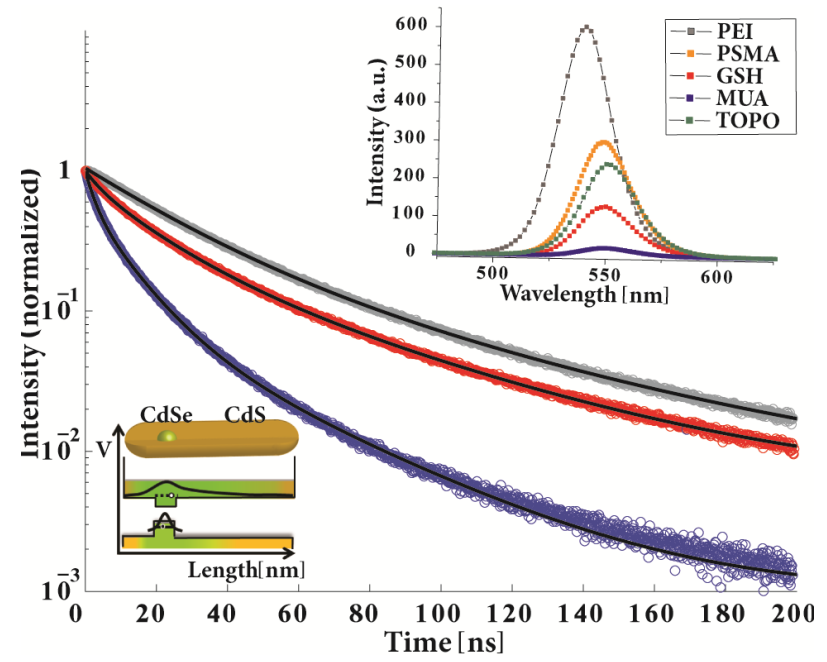 600
500
400
300
200
100
0
Intensity (a.u.)
500
550
600
Wavelength [nm]
PEI
PSMA
GSH
MUA
TOPO
1
10-1
10-2
10-3
Intensity (normalized)
CdSe
CdS
V
Length[nm]
0
20
40
60
80
100
120
140
160
180
200
Time [ns]